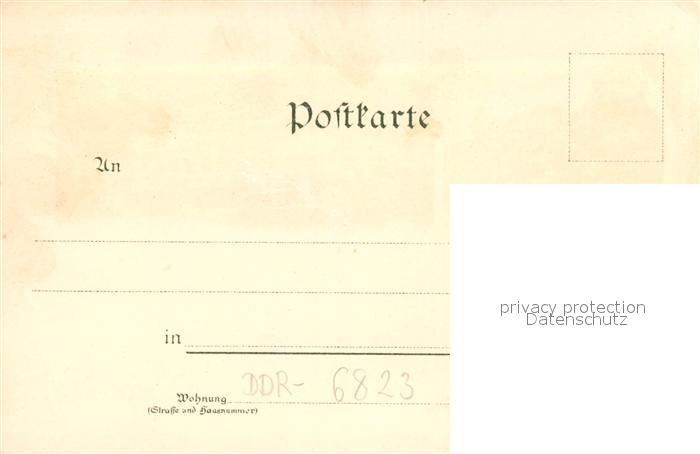 Postkarte
An
privacy protection
Datenschutz
in
DDR- 6823
Wohnung
(Straße und Hausnummer)